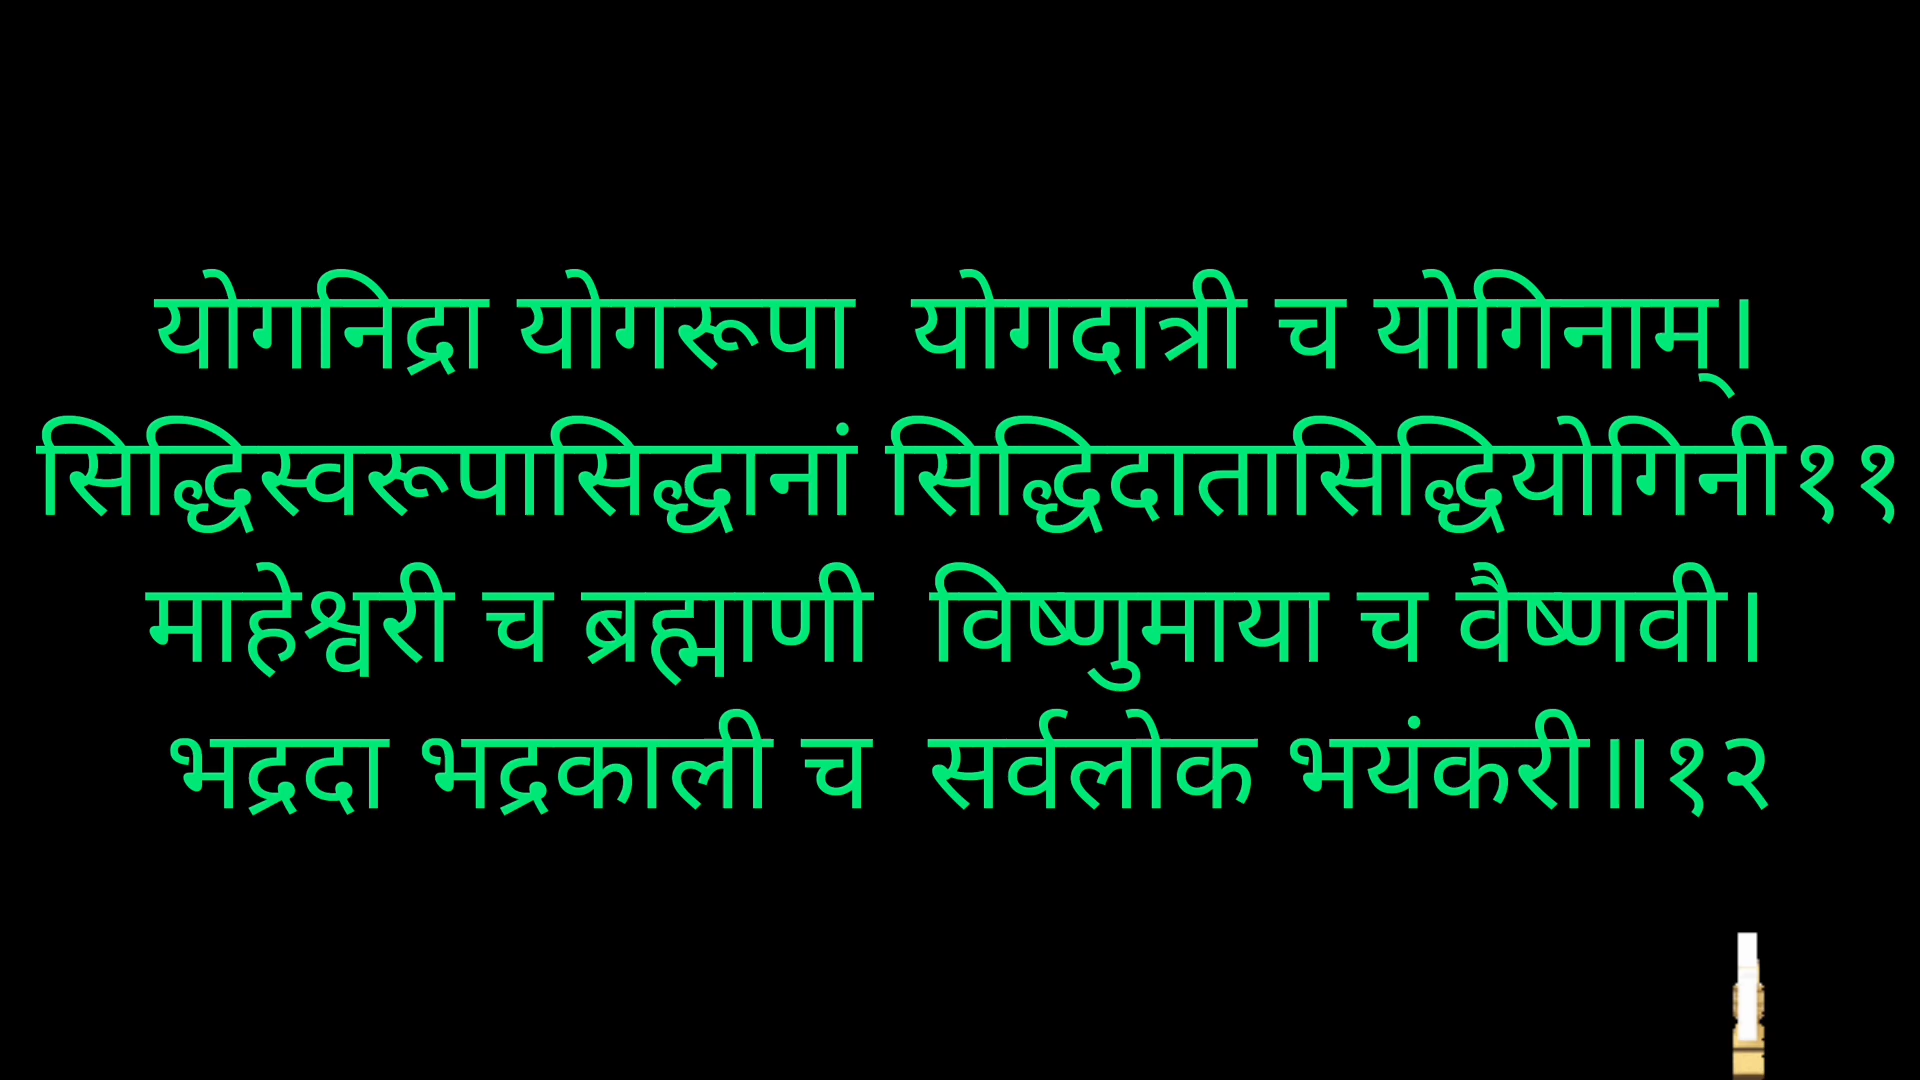 योगनिद्रा योगरूपा योगदात्री च योगिनाम्।
सिद्धिस्वरूपासिद्धानां सिद्धिदातासिद्धियोगिनी११
माहेश्वरी च ब्रह्माणी विष्णुमाया च वैष्णवी।
भद्रदा भद्रकाली च सर्वलोक भयंकरी॥१२